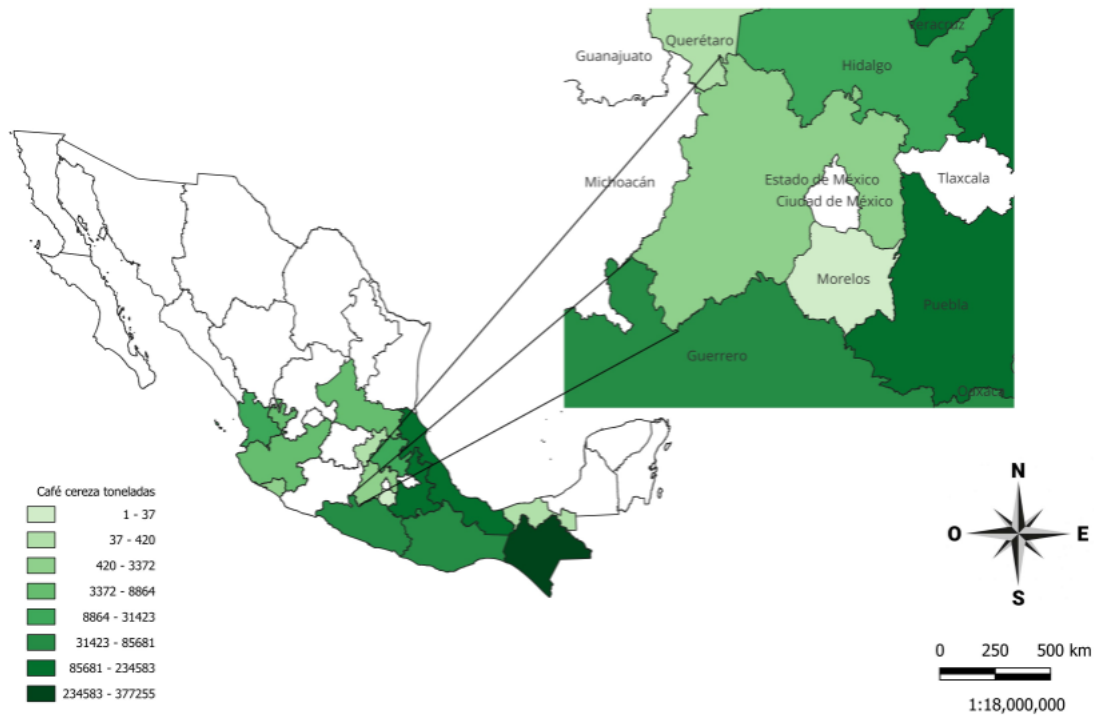 Veracruz
Querétaro
Guanajuato
Hidalgo
Michoacán
Estado de México
Tlaxcala
Ciudad de México
Morelos
Puebla
Guerrero
Oaxaca
Café cereza toneladas
1 - 37
37 - 420
420 - 3372
3372 - 8864
8864 - 31423
31423 - 85681
85681 - 234583
234583 - 377255
N
O E
S
0 250 500 km
1:18,000,000